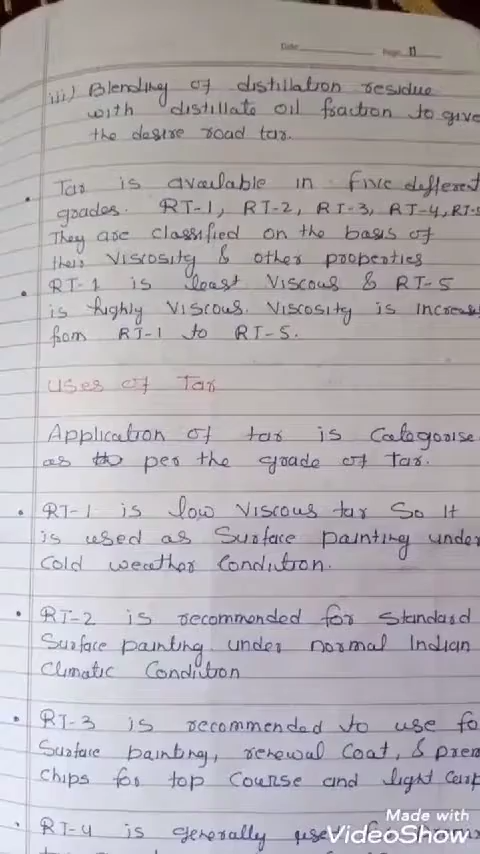 Date Page 11
iii) Blending of distillation residue
with distillate oil fraction to give
the desire road tar.
• Tar is available in five different
grades. RT-1, RT-2, RT-3, RT-4, RT-5
They are classified on the basis of
their Viscosity & other properties
• RT-1 is least Viscous & RT-5
is highly Viscous. Viscosity is increas
from RT-1 to RT-5.
Uses of Tar
Application of tar is Categorise
as per the grade of Tar.
• RT-1 is low viscous tar So It
is used as Surface painting under
Cold weather Condition.
• RT-2 is recommended for Standard
Surface painting under normal Indian
Climatic Condition
• RT-3 is recommended to use fo
Surface painting, renewal Coat, & prem
Chips for top Course and light Carp
• RT-4 is generally used
Made with
VideoShow